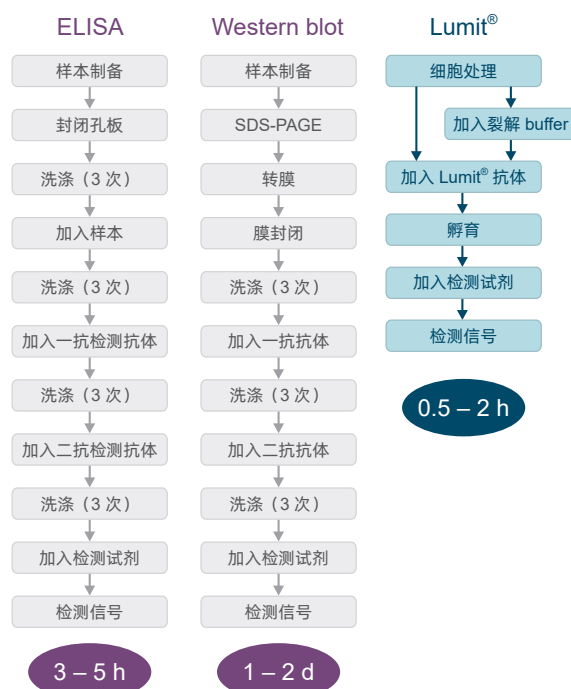 ELISA
样本制备
封闭孔板
洗涤（3 次）
加入样本
洗涤（3 次）
加入一抗检测抗体
洗涤（3 次）
加入二抗检测抗体
洗涤（3 次）
加入检测试剂
检测信号
3 – 5 h
Western blot
样本制备
SDS-PAGE
转膜
膜封闭
洗涤（3 次）
加入一抗抗体
洗涤（3 次）
加入二抗抗体
洗涤（3 次）
加入检测试剂
检测信号
1 – 2 d
Lumit®
细胞处理
加入裂解 buffer
加入 Lumit® 抗体
孵育
加入检测试剂
检测信号
0.5 – 2 h